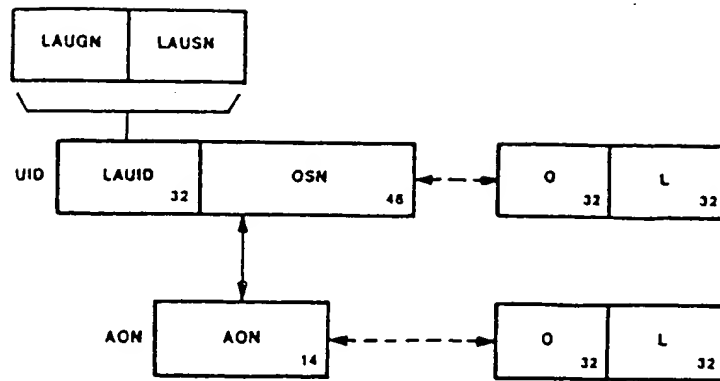 LAUGN LAUSN
UID LAUID 32 OSN 48 O 32 L 32
AON AON 14 O 32 L 32